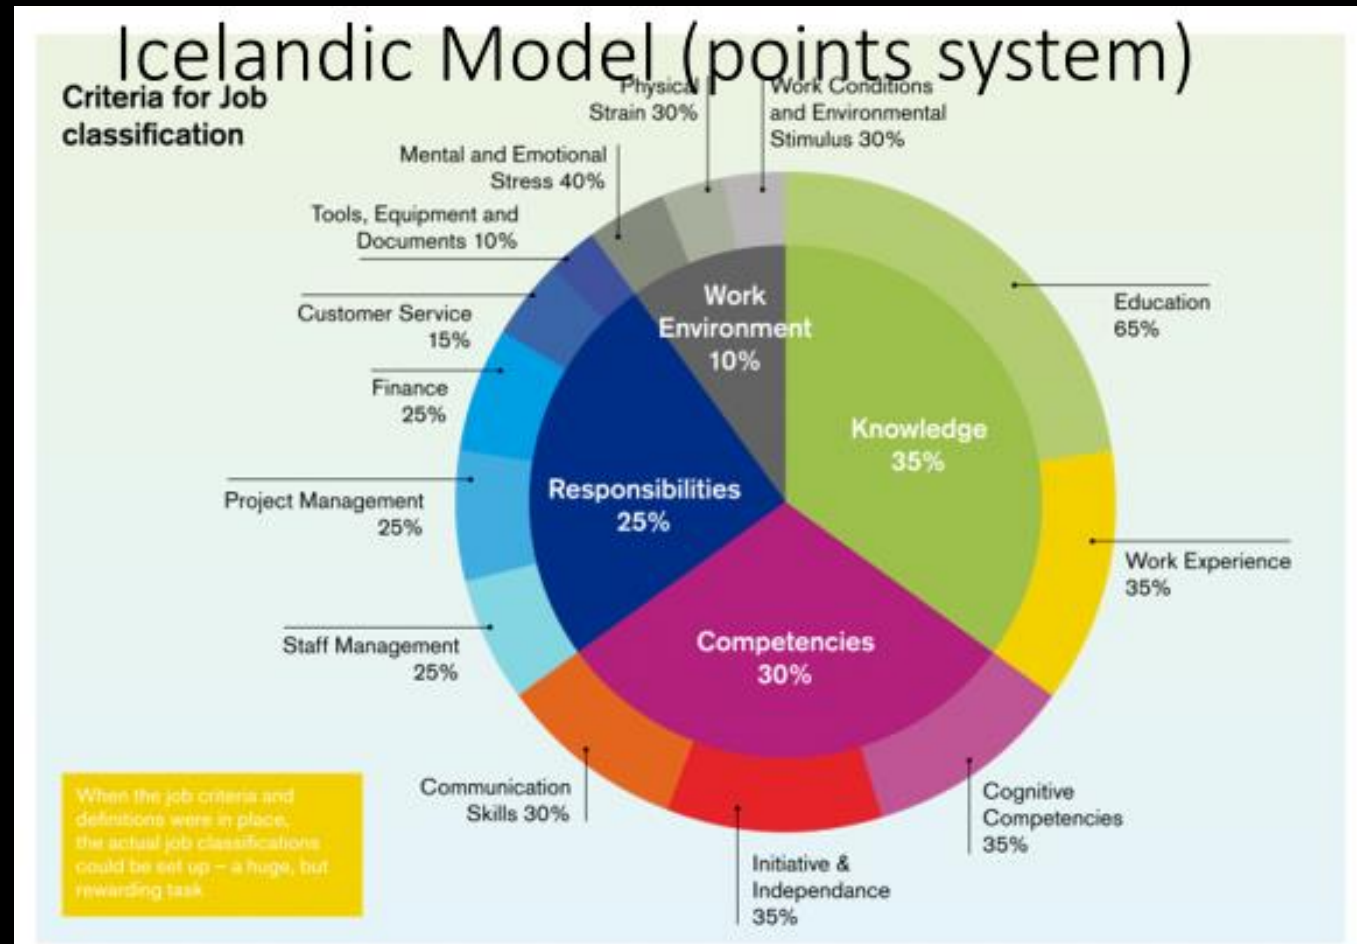 Icelandic Model (points system)
Criteria for Job
classification
Physical
Strain 30%
Work Conditions
and Environmental
Stimulus 30%
Mental and Emotional
Stress 40%
Tools, Equipment and
Documents 10%
Customer Service
15%
Finance
25%
Project Management
25%
Staff Management
25%
Communication
Skills 30%
Initiative &
Independance
35%
Cognitive
Competencies
35%
Work Experience
35%
Education
65%
Work
Environment
10%
Knowledge
35%
Responsibilities
25%
Competencies
30%
When the job criteria and
definitions were in place,
the actual job classifications
could be set up – a huge, but
rewarding task